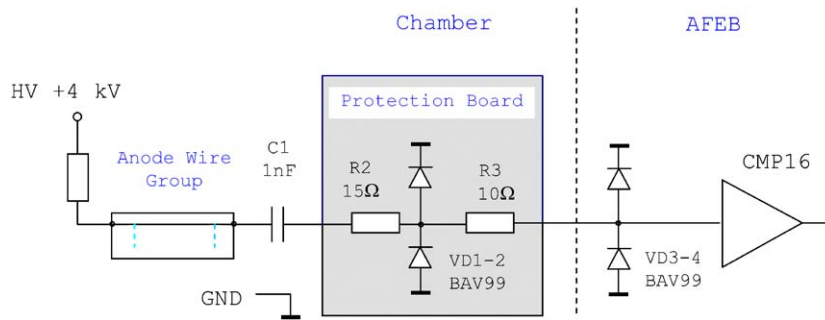 Chamber
AFEB
HV +4 kV
Protection Board
Anode Wire
Group
C1
1nF
R2
15Ω
R3
10Ω
CMP16
VD1-2
BAV99
VD3-4
BAV99
GND